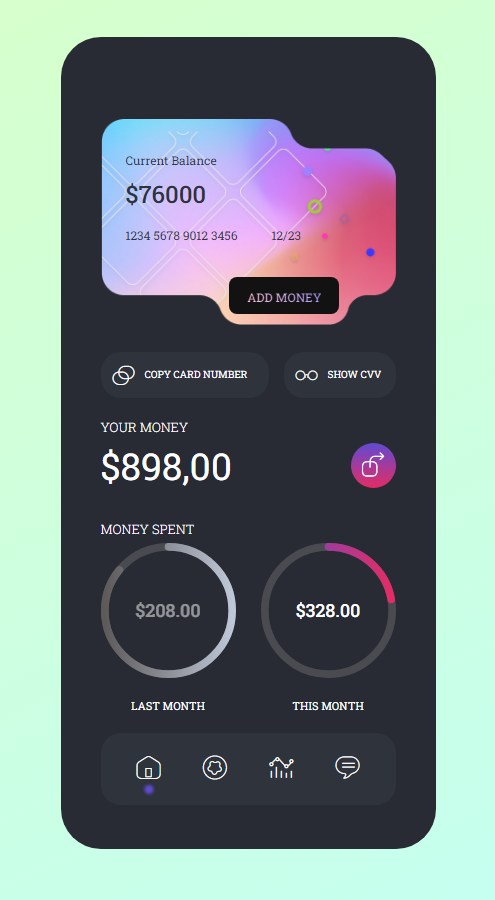 Current Balance
$76000
1234 5678 9012 3456 12/23
ADD MONEY
COPY CARD NUMBER SHOW CVV
YOUR MONEY
$898,00
MONEY SPENT
$208.00 $328.00
LAST MONTH THIS MONTH